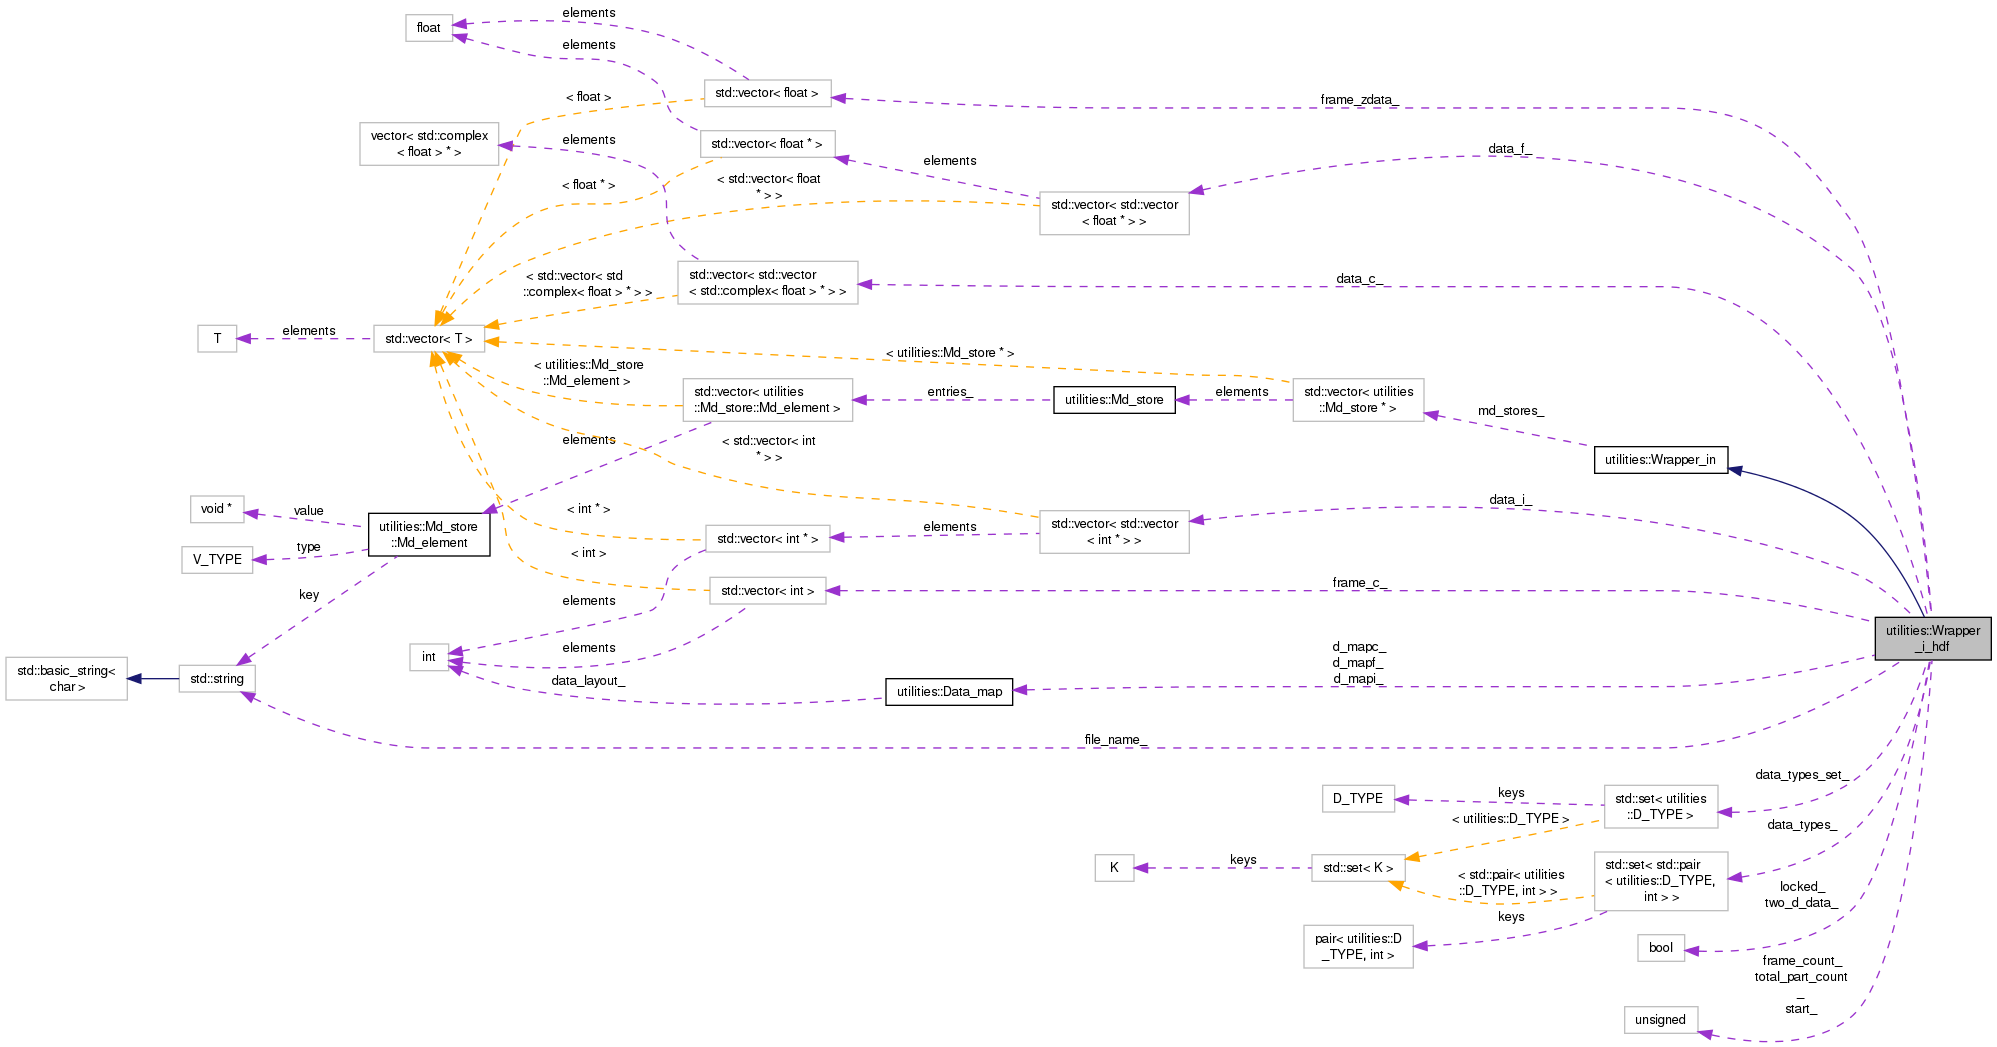 elements
float
elements
std::vector< float >
< float >
frame_zdata_
vector< std::complex
< float > * >
elements
std::vector< float * >
data_f_
elements
< float * >
< std::vector< float
* > >
std::vector< std::vector
< float * > >
std::vector< std::vector
< std::complex< float > * > >
< std::vector< std
::complex< float > * > >
data_c_
T
elements
std::vector< T >
< utilities::Md_store * >
< utilities::Md_store
::Md_element >
std::vector< utilities
::Md_store::Md_element >
entries_
utilities::Md_store
elements
std::vector< utilities
::Md_store * >
md_stores_
elements
< std::vector< int
* > >
utilities::Wrapper_in
void *
value
utilities::Md_store
::Md_element
< int * >
std::vector< std::vector
< int * > >
data_i_
V_TYPE
type
< int >
std::vector< int * >
elements
key
elements
std::vector< int >
frame_c_
utilities::Wrapper
_i_hdf
int
elements
d_mapc_
d_mapf_
d_mapi_
std::basic_string<
char >
std::string
data_layout_
utilities::Data_map
file_name_
data_types_set_
D_TYPE
keys
std::set< utilities
::D_TYPE >
< utilities::D_TYPE >
data_types_
K
keys
std::set< K >
< std::pair< utilities
::D_TYPE, int > >
std::set< std::pair
< utilities::D_TYPE,
int > >
locked_
two_d_data_
keys
pair< utilities::D
_TYPE, int >
bool
frame_count_
total_part_count
_
start_
unsigned